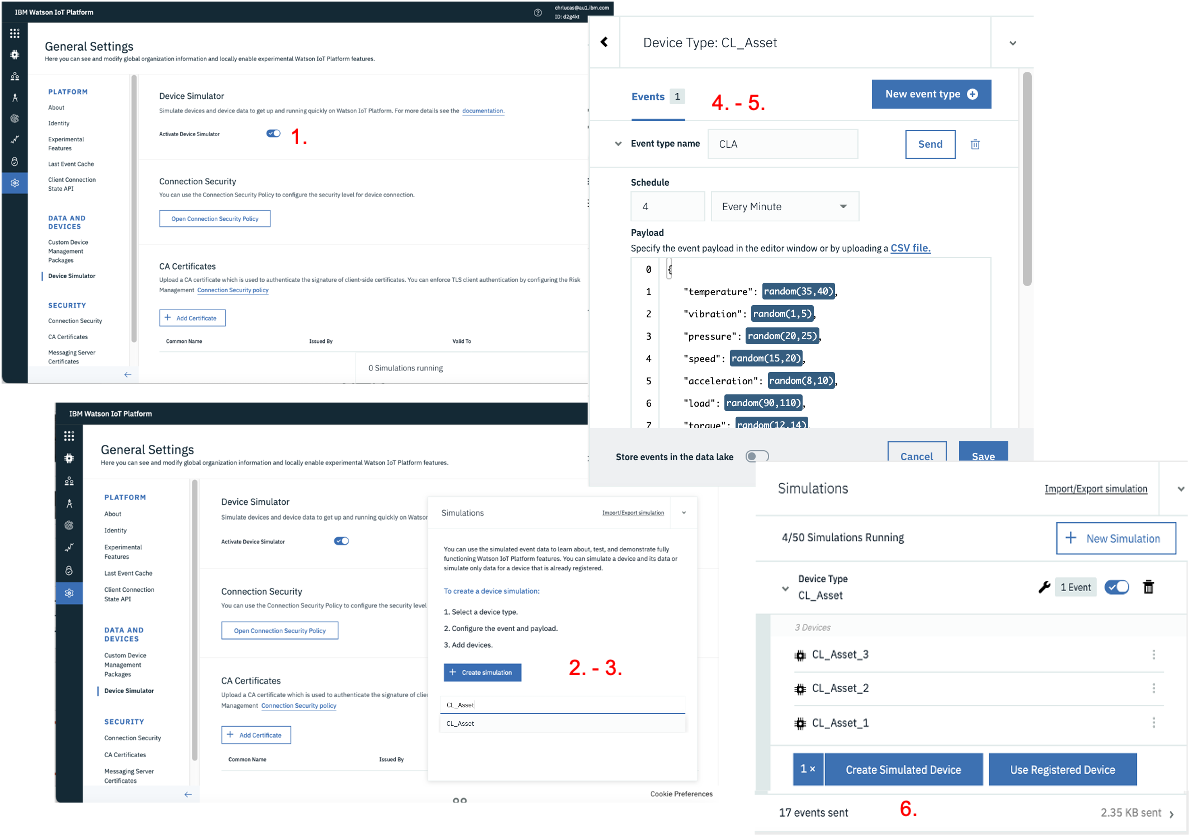 IBM Watson IoT Platform
chrlucas@au1.ibm.com
ID: d2g4kt
General Settings
Here you can see and modify global organization information and locally enable experimental Watson IoT Platform features.
PLATFORM
About
Identity
Experimental
Features
Last Event Cache
Client Connection
State API
DATA AND
DEVICES
Custom Device
Management
Packages
Device Simulator
SECURITY
Connection Security
CA Certificates
Messaging Server
Certificates
Device Simulator
Simulate devices and device data to get up and running quickly on Watson IoT Platform. For more details see the documentation.
Activate Device Simulator
1.
Connection Security
You can use the Connection Security Policy to configure the security level for device connection.
Open Connection Security Policy
CA Certificates
Upload a CA certificate which is used to authenticate the signature of client-side certificates. You can enforce TLS client authentication by configuring the Risk
Management Connection Security policy
+ Add Certificate
Common Name Issued By Valid To
0 Simulations running
Device Type: CL_Asset
Events 1
4. - 5.
New event type
Event type name CLA Send
Schedule
4 Every Minute
Payload
Specify the event payload in the editor window or by uploading a CSV file.
0 {
1 "temperature": random(35,40),
2 "vibration": random(1,5),
3 "pressure": random(20,25),
4 "speed": random(15,20),
5 "acceleration": random(8,10),
6 "load": random(90,110),
7 "torque": random(12,14)
Store events in the data lake Cancel Save
IBM Watson IoT Platform
General Settings
Here you can see and modify global organization information and locally enable experimental Watson IoT Platform features.
PLATFORM
About
Identity
Experimental
Features
Last Event Cache
Client Connection
State API
DATA AND
DEVICES
Custom Device
Management
Packages
Device Simulator
SECURITY
Connection Security
CA Certificates
Messaging Server
Certificates
Device Simulator
Simulate devices and device data to get up and running quickly on Watson
Activate Device Simulator
Connection Security
You can use the Connection Security Policy to configure the security level
Open Connection Security Policy
CA Certificates
Upload a CA certificate which is used to authenticate the signature of clien
Management Connection Security policy
+ Add Certificate
Common Name Issued By
Simulations Import/Export simulation
You can use the simulated event data to learn about, test, and demonstrate fully
functioning Watson IoT Platform features. You can simulate a device and its data or
simulate only data for a device that is already registered.
To create a device simulation:
1. Select a device type.
2. Configure the event and payload.
3. Add devices.
+ Create simulation
2. - 3.
CL_Asset
CL_Asset
Cookie Preferences
Simulations Import/Export simulation
4/50 Simulations Running
+ New Simulation
Device Type
CL_Asset
1 Event
3 Devices
CL_Asset_3
CL_Asset_2
CL_Asset_1
1 × Create Simulated Device Use Registered Device
17 events sent
6.
2.35 KB sent